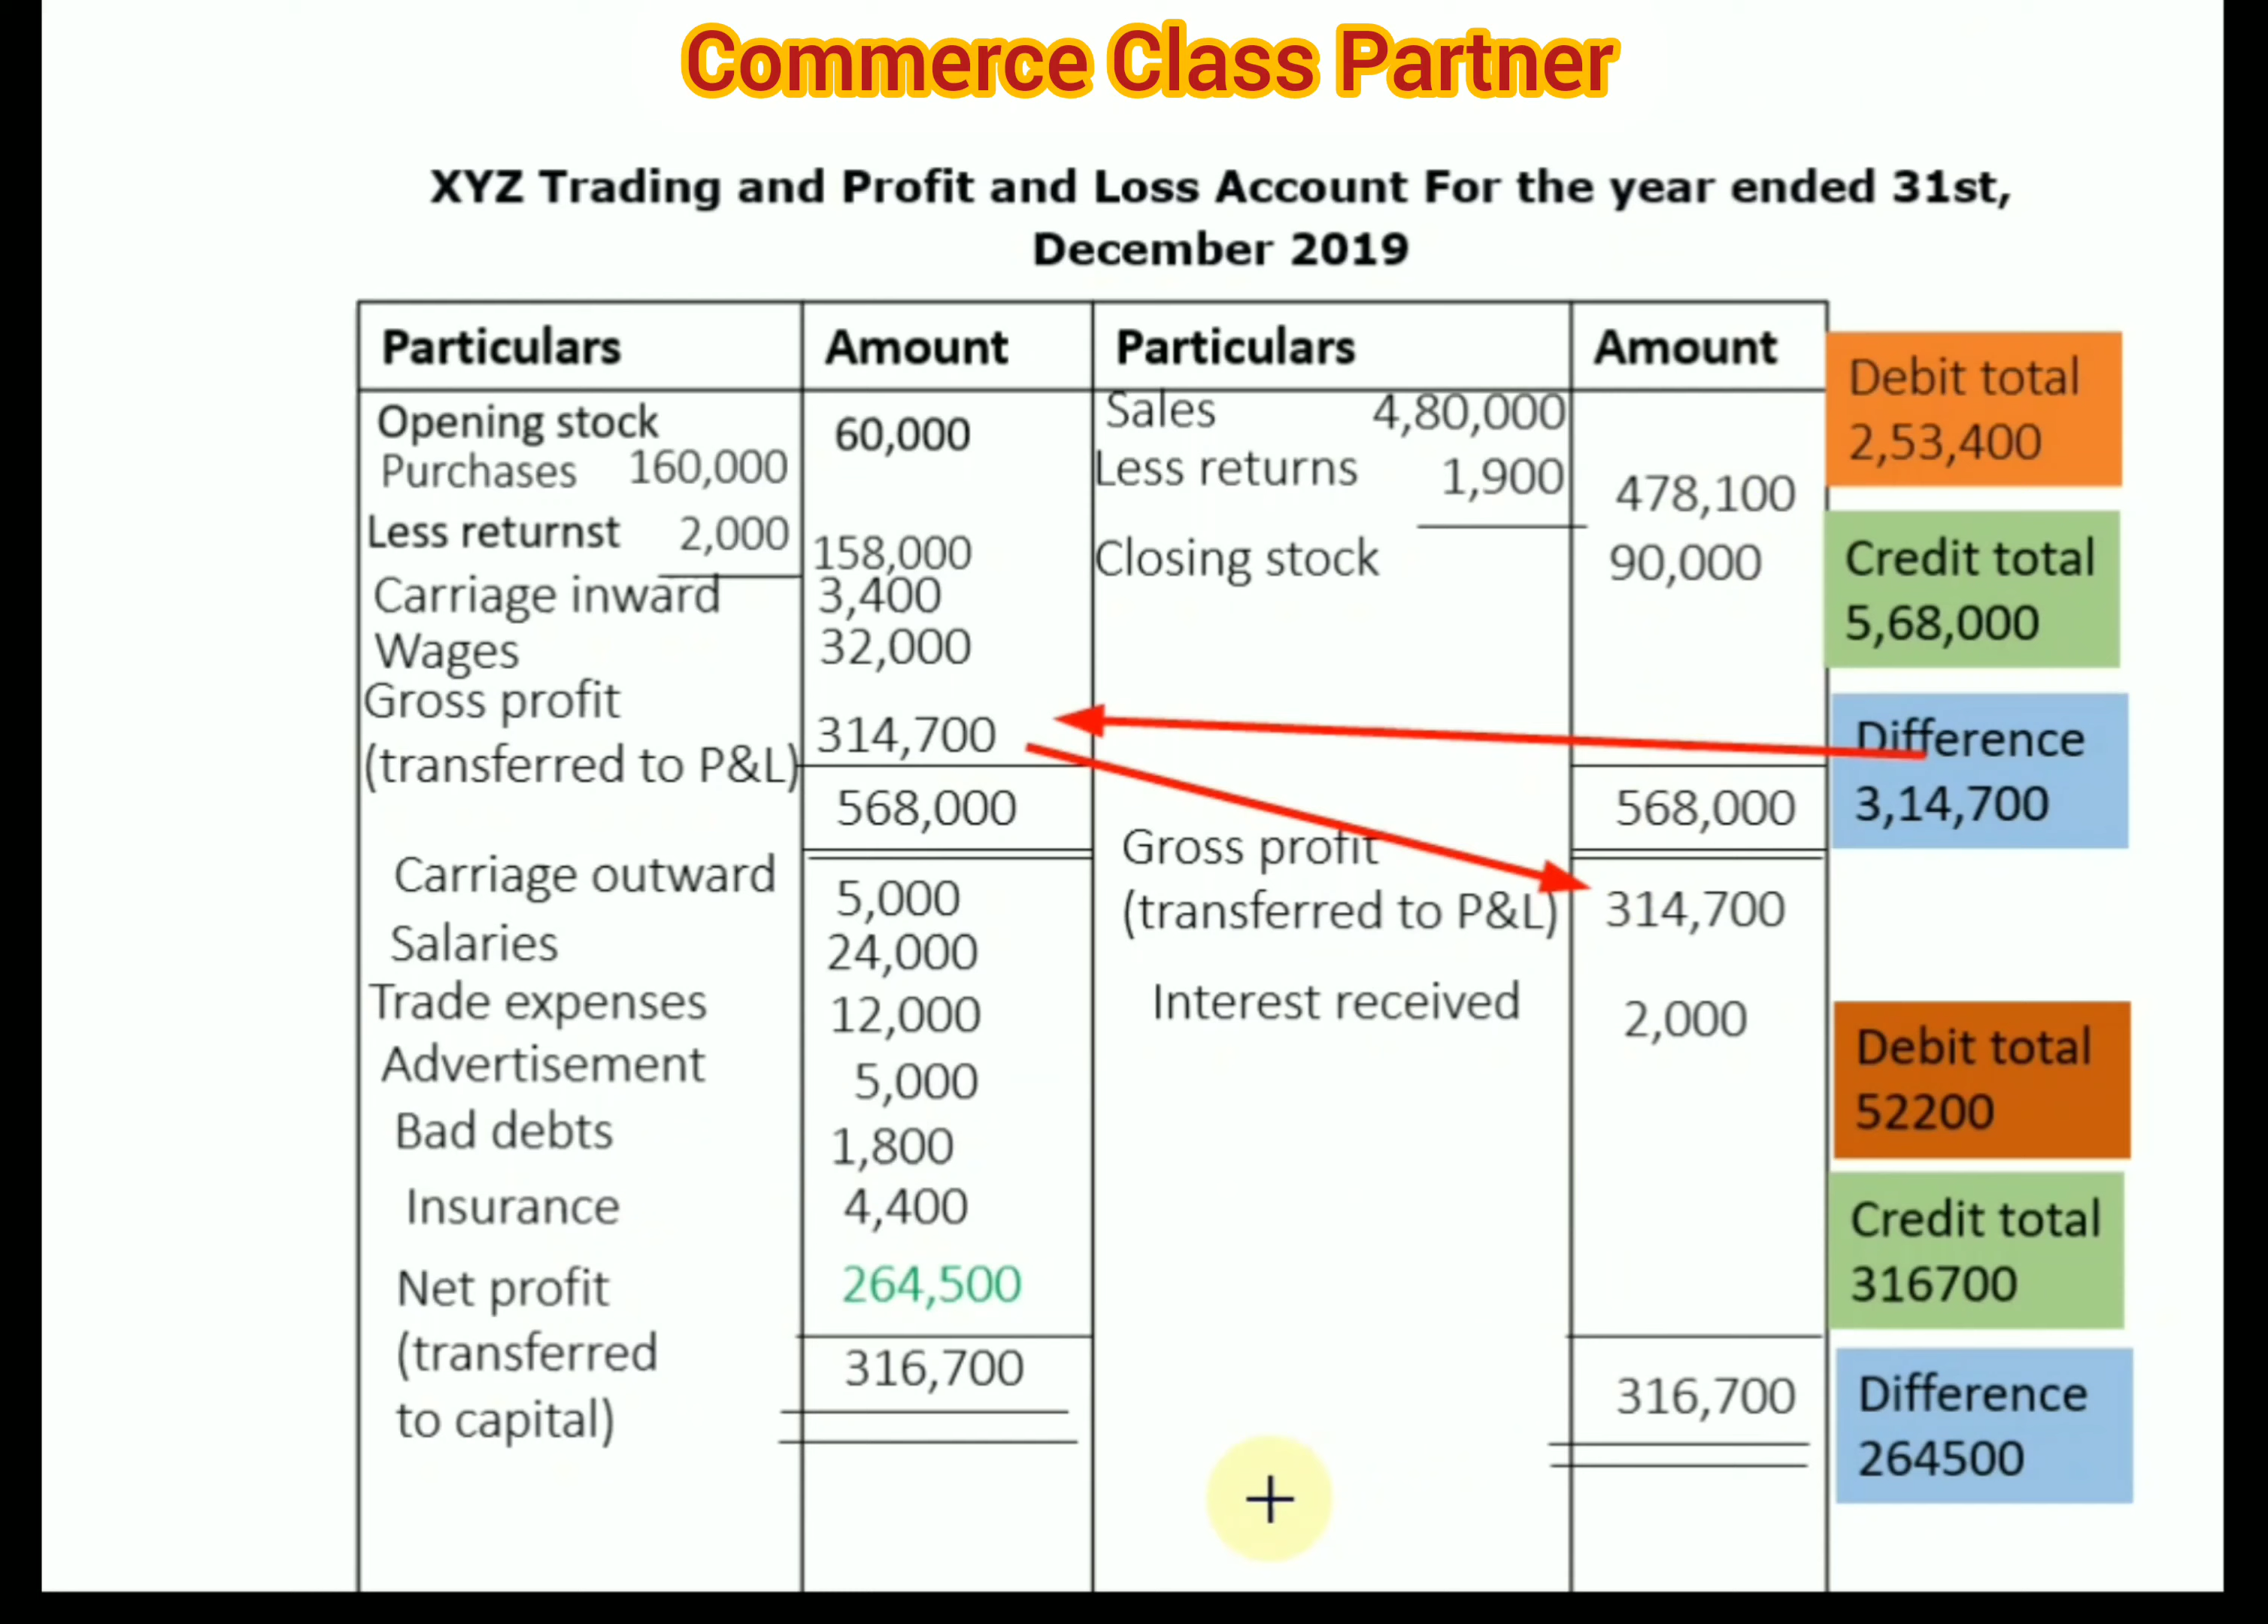 Commerce Class Partner
XYZ Trading and Profit and Loss Account For the year ended 31st,
December 2019
Particulars Amount Particulars Amount
Opening stock 60,000 Sales 4,80,000
Purchases 160,000 Less returns 1,900 478,100
Less returnst 2,000 158,000 Closing stock 90,000
Carriage inward 3,400
Wages 32,000
Gross profit
(transferred to P&L) 314,700
568,000 568,000
Carriage outward 5,000 Gross profit
(transferred to P&L) 314,700
Salaries 24,000
Trade expenses 12,000 Interest received 2,000
Advertisement 5,000
Bad debts 1,800
Insurance 4,400
Net profit 264,500
(transferred
to capital) 316,700 316,700
Debit total
2,53,400
Credit total
5,68,000
Difference
3,14,700
Debit total
52200
Credit total
316700
Difference
264500